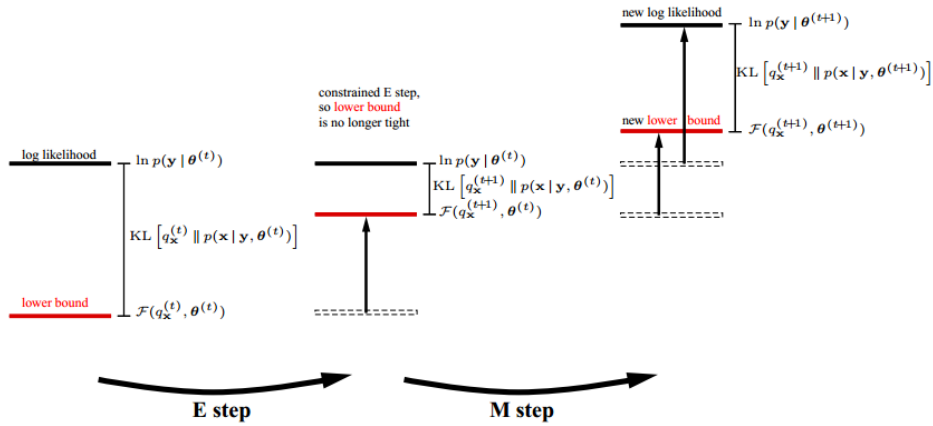 new log likelihood
ln p(y | θ^(t+1))
KL [q_x^(t+1) ‖ p(x | y, θ^(t+1))]
new lower bound
F(q_x^(t+1), θ^(t+1))
constrained E step,
so lower bound
is no longer tight
log likelihood
ln p(y | θ^(t))
KL [q_x^(t) ‖ p(x | y, θ^(t))]
lower bound
F(q_x^(t), θ^(t))
ln p(y | θ^(t))
KL [q_x^(t+1) ‖ p(x | y, θ^(t))]
F(q_x^(t+1), θ^(t))
E step
M step